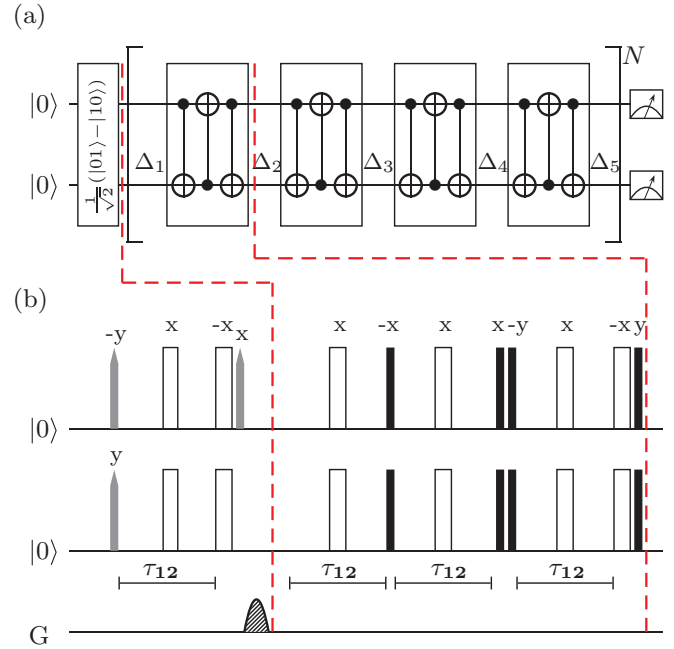 (a)
N
|0⟩
1/√2 (|01⟩−|10⟩)
Δ₁ Δ₂ Δ₃ Δ₄ Δ₅
|0⟩
(b)
-y x -x x x -x x x -y x -x y
|0⟩
y
|0⟩
τ₁₂ τ₁₂ τ₁₂ τ₁₂
G